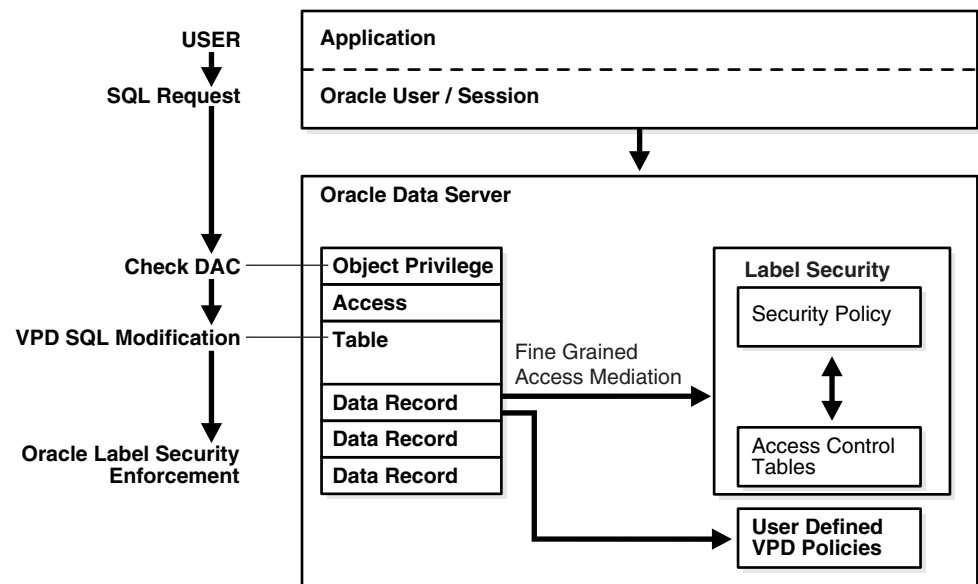 USER
SQL Request
Check DAC
VPD SQL Modification
Oracle Label Security
Enforcement
Application
Oracle User / Session
Oracle Data Server
Object Privilege
Access
Table
Data Record
Data Record
Data Record
Fine Grained
Access Mediation
Label Security
Security Policy
Access Control
Tables
User Defined
VPD Policies